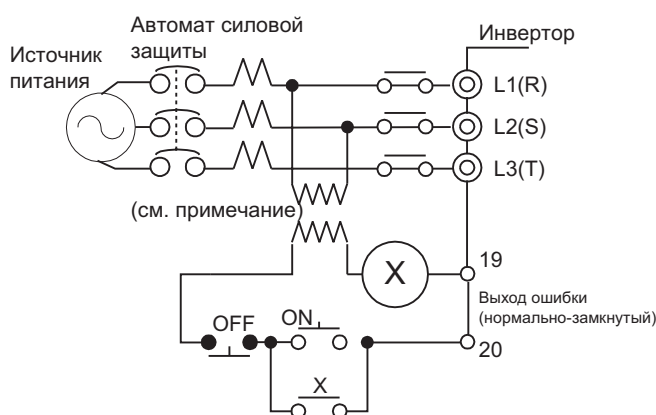 Автомат силовой
защиты
Инвертор
Источник
питания
L1(R)
L2(S)
L3(T)
(см. примечание)
X
19
Выход ошибки
(нормально-замкнутый)
20
OFF
ON
X